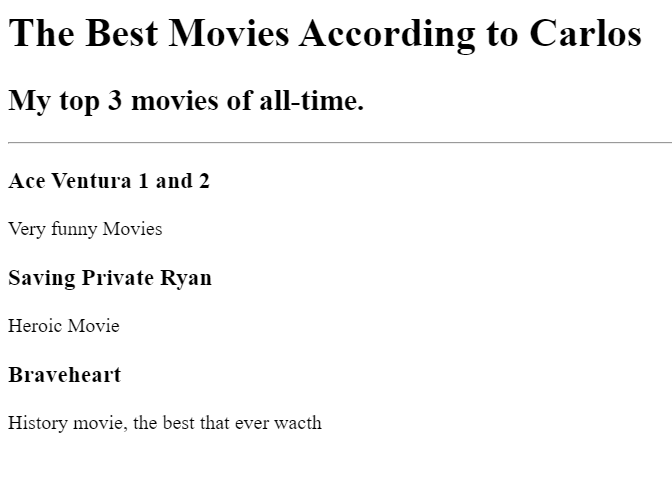 The Best Movies According to Carlos
My top 3 movies of all-time.
Ace Ventura 1 and 2
Very funny Movies
Saving Private Ryan
Heroic Movie
Braveheart
History movie, the best that ever wacth